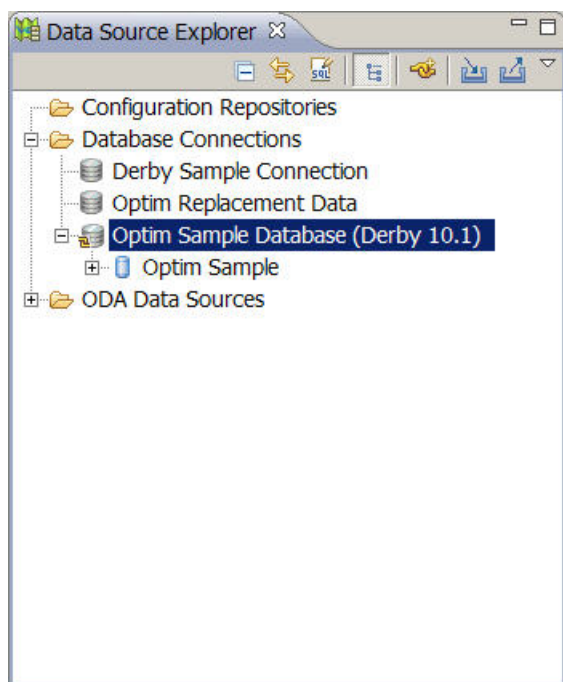 Data Source Explorer
SQL
Configuration Repositories
Database Connections
Derby Sample Connection
Optim Replacement Data
Optim Sample Database (Derby 10.1)
Optim Sample
ODA Data Sources